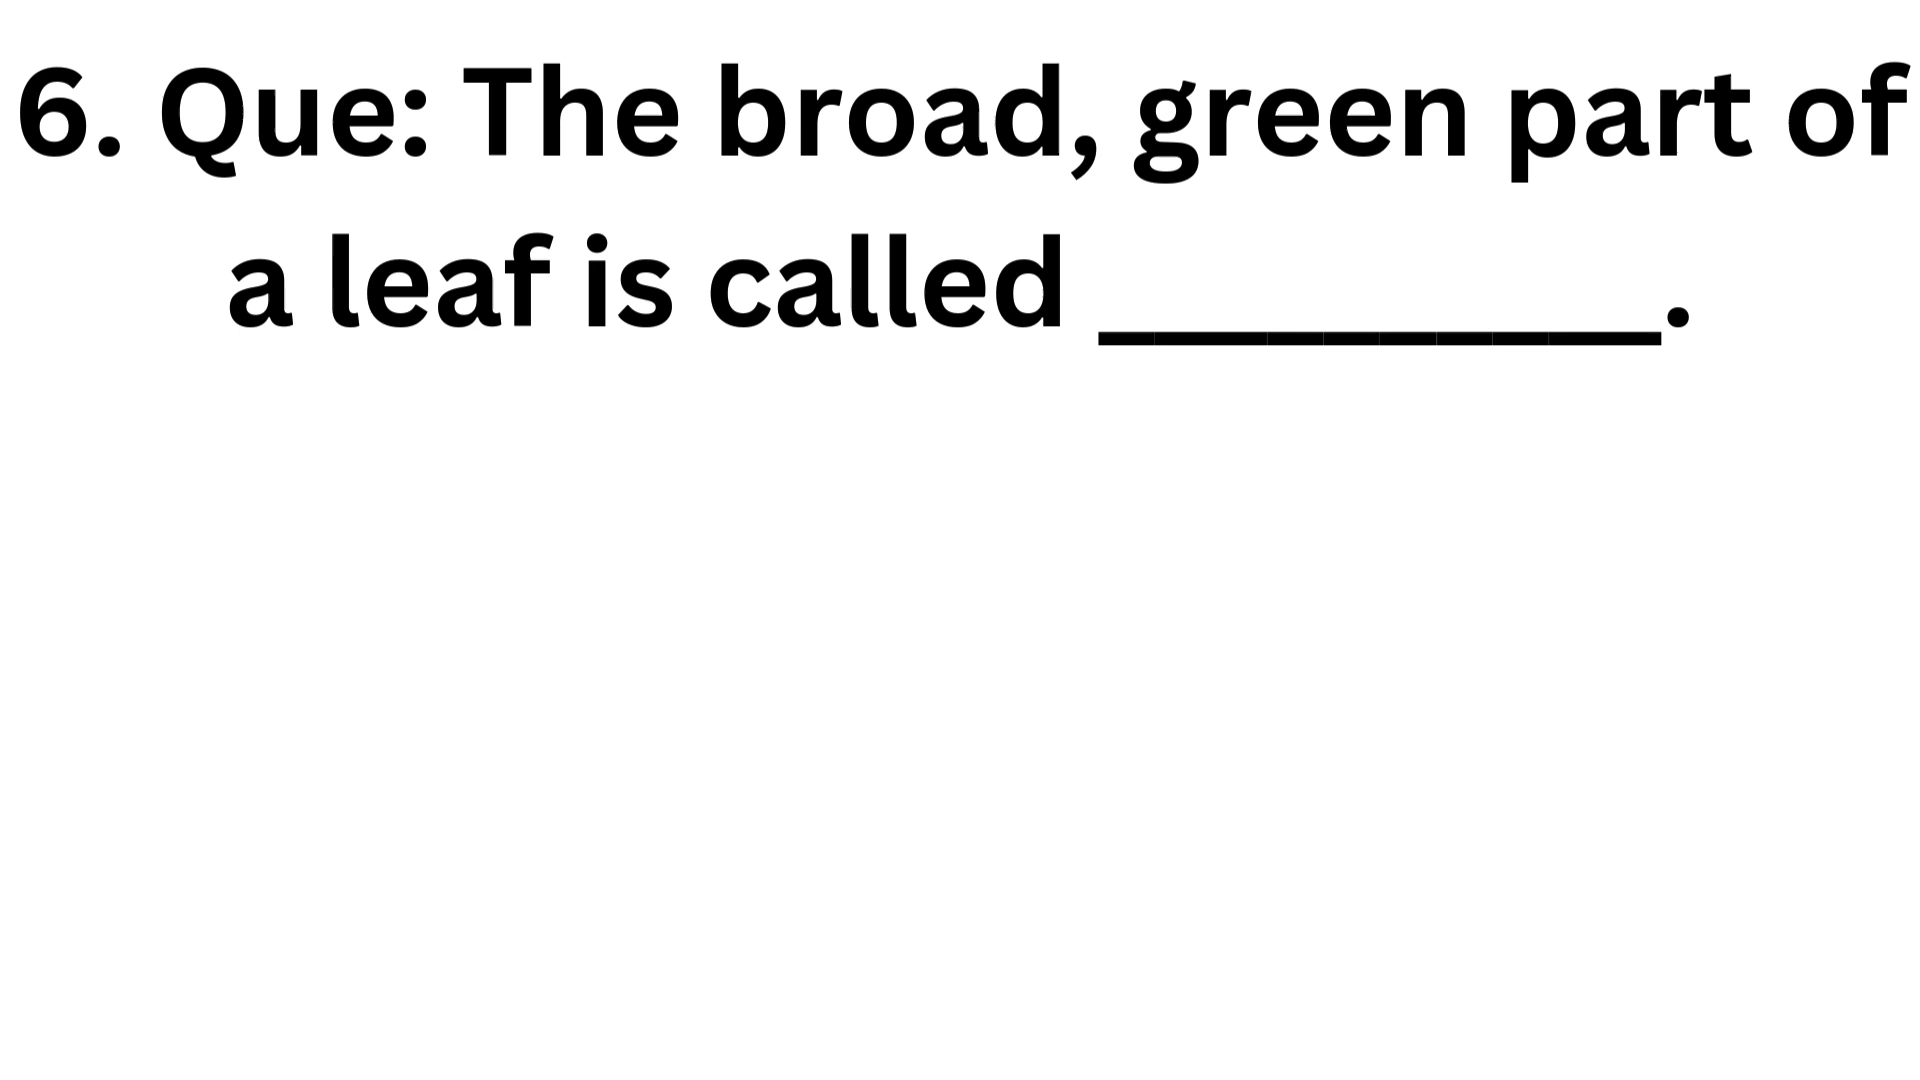 6. Que: The broad, green part of
a leaf is called __________.